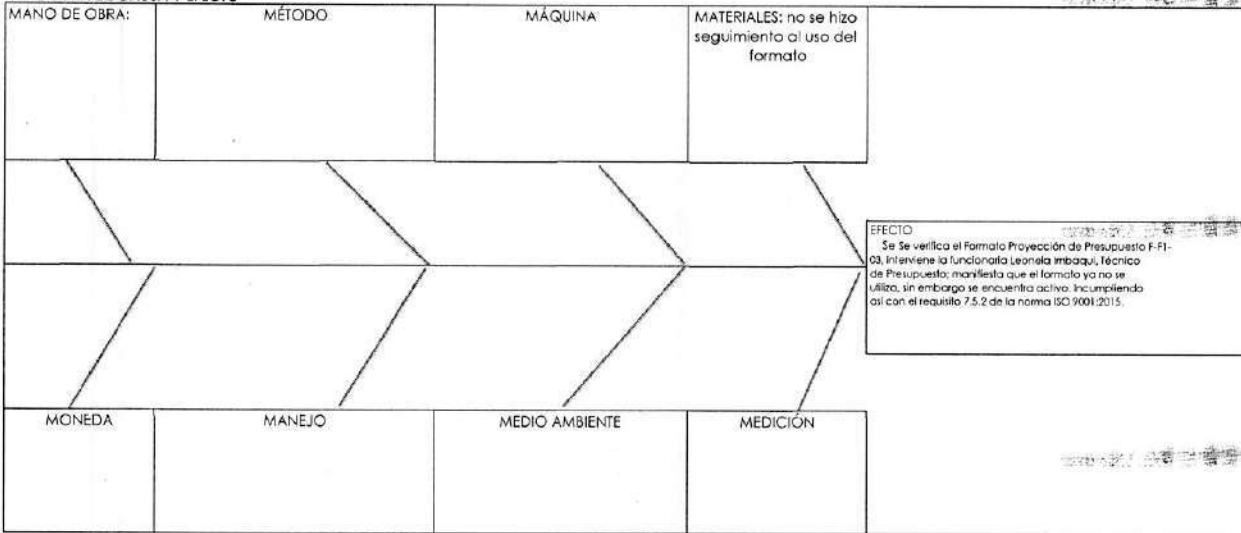 MANO DE OBRA:
MÉTODO
MÁQUINA
MATERIALES: no se hizo
seguimiento al uso del
formato
EFECTO
Se Se verifica el Formato Proyección de Presupuesto F-F1-
03, interviene la funcionaria Leonela Imbaqui, Técnico
de Presupuesto; manifiesta que el formato ya no se
utiliza, sin embargo se encuentra activo. Incumpliendo
así con el requisito 7.5.2 de la norma ISO 9001:2015.
MONEDA
MANEJO
MEDIO AMBIENTE
MEDICIÓN